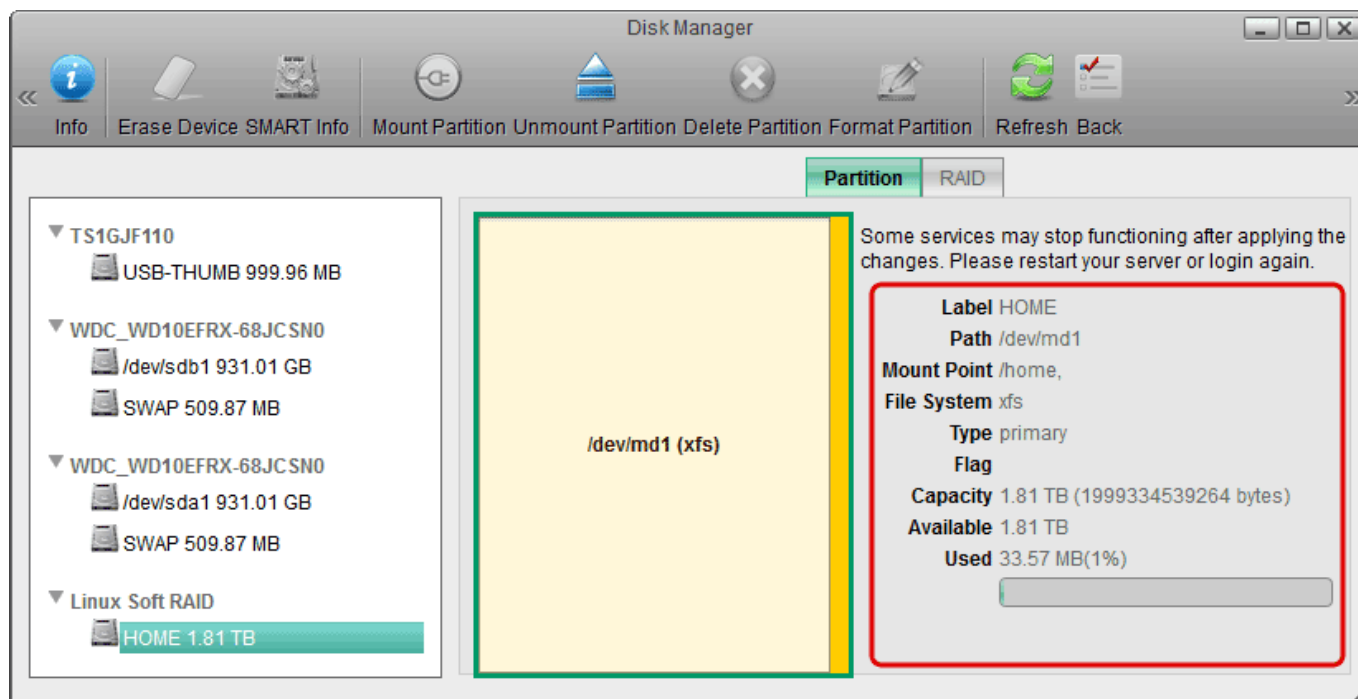 Disk Manager
Info
Erase Device
SMART Info
Mount Partition
Unmount Partition
Delete Partition
Format Partition
Refresh
Back
Partition
RAID
TS1GJF110
USB-THUMB 999.96 MB
WDC_WD10EFRX-68JCSN0
/dev/sdb1 931.01 GB
SWAP 509.87 MB
WDC_WD10EFRX-68JCSN0
/dev/sda1 931.01 GB
SWAP 509.87 MB
Linux Soft RAID
HOME 1.81 TB
/dev/md1 (xfs)
Some services may stop functioning after applying the
changes. Please restart your server or login again.
Label HOME
Path /dev/md1
Mount Point /home,
File System xfs
Type primary
Flag
Capacity 1.81 TB (1999334539264 bytes)
Available 1.81 TB
Used 33.57 MB(1%)